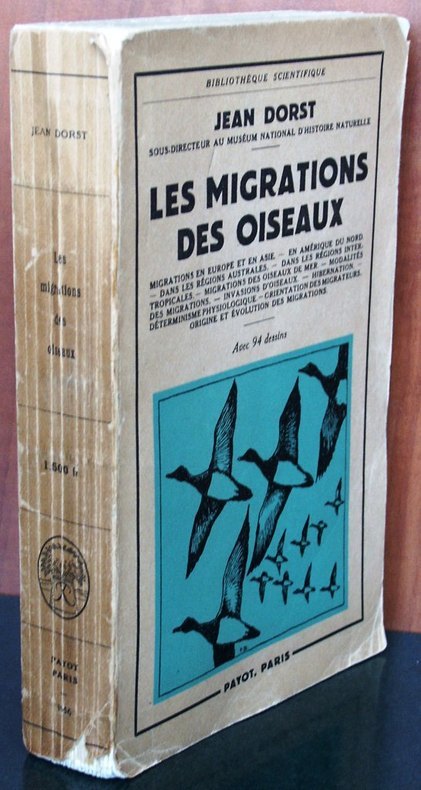 JEAN DORST
Les
migrations
des
oiseaux
1.800 fr
PAYOT
PARIS
BIBLIOTHÈQUE SCIENTIFIQUE
JEAN DORST
SOUS-DIRECTEUR AU MUSÉUM NATIONAL D'HISTOIRE NATURELLE
LES MIGRATIONS
DES OISEAUX
MIGRATIONS EN EUROPE ET EN ASIE. — EN AMÉRIQUE DU NORD.
— DANS LES RÉGIONS AUSTRALES. — DANS LES RÉGIONS INTER-
TROPICALES. — MIGRATIONS DES OISEAUX DE MER — MODALITÉS
DES MIGRATIONS. — INVASIONS D'OISEAUX. — HIBERNATION. —
DÉTERMINISME PHYSIOLOGIQUE — ORIENTATION DES MIGRATEURS.
ORIGINE ET ÉVOLUTION DES MIGRATIONS.
Avec 94 dessins
PAYOT, PARIS